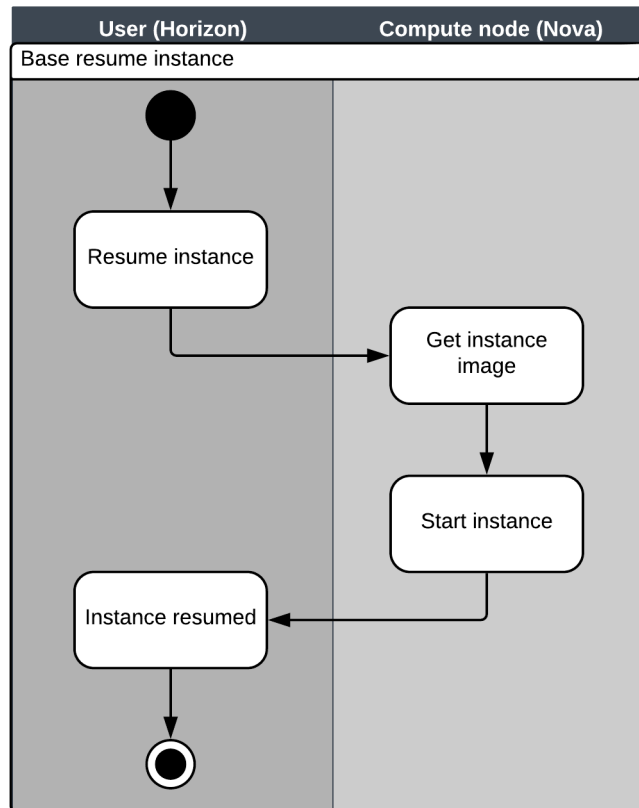 User (Horizon)
Compute node (Nova)
Base resume instance
Resume instance
Get instance
image
Start instance
Instance resumed